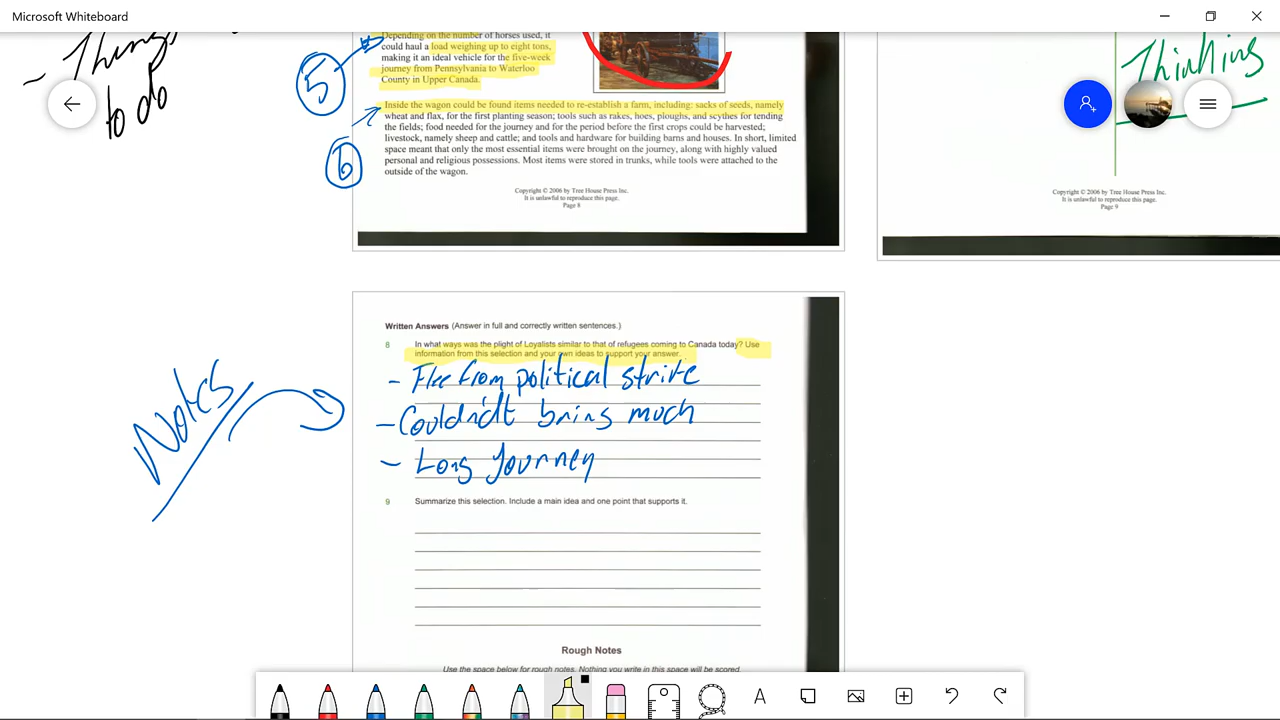 Microsoft Whiteboard
- Things
to do
Depending on the number of horses used, it
could haul a load weighing up to eight tons,
making it an ideal vehicle for the five-week
journey from Pennsylvania to Waterloo
County in Upper Canada.
5
Inside the wagon could be found items needed to re-establish a farm, including: sacks of seeds, namely
wheat and flax, for the first planting season; tools such as rakes, hoes, ploughs, and scythes for tending
the fields; food needed for the journey and for the period before the first crops could be harvested;
livestock, namely sheep and cattle; and tools and hardware for building barns and houses. In short, limited
space meant that only the most essential items were brought on the journey, along with highly valued
personal and religious possessions. Most items were stored in trunks, while tools were attached to the
outside of the wagon.
6
Copyright © 2006 by Tree House Press Inc.
It is unlawful to reproduce this page.
Page 8
Thinking
Copyright © 2006 by Tree House Press Inc.
It is unlawful to reproduce this page.
Page 9
Written Answers (Answer in full and correctly written sentences.)
8 In what ways was the plight of Loyalists similar to that of refugees coming to Canada today? Use
information from this selection and your own ideas to support your answer.
- Flee from political strife
- Couldn't bring much
- Long Journey
Notes
9 Summarize this selection. Include a main idea and one point that supports it.
Rough Notes
Use the space below for rough notes. Nothing you write in this space will be scored.
A